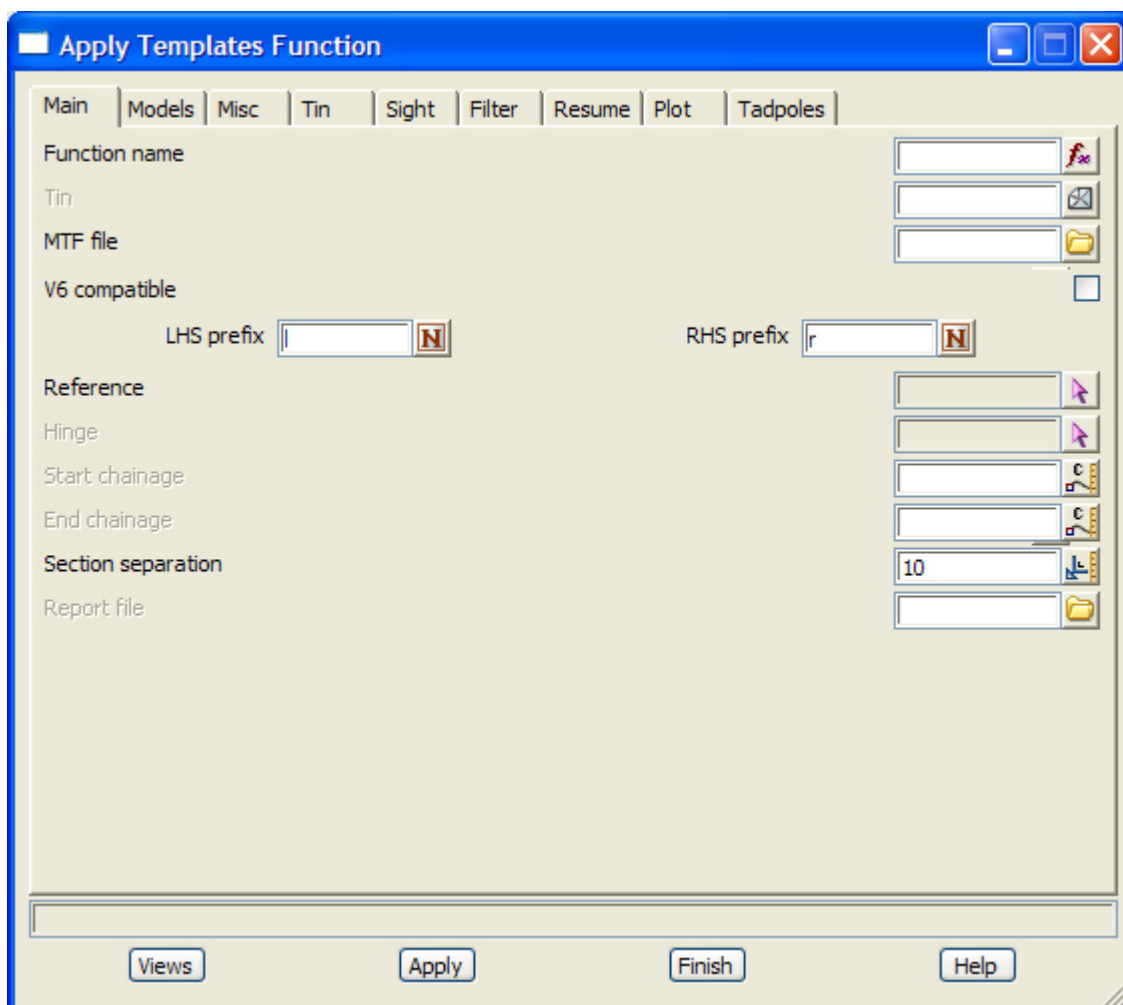 Apply Templates Function
Main Models Misc Tin Sight Filter Resume Plot Tadpoles
Function name
Tin
MTF file
V6 compatible
LHS prefix l RHS prefix r
Reference
Hinge
Start chainage
End chainage
Section separation 10
Report file
Views Apply Finish Help